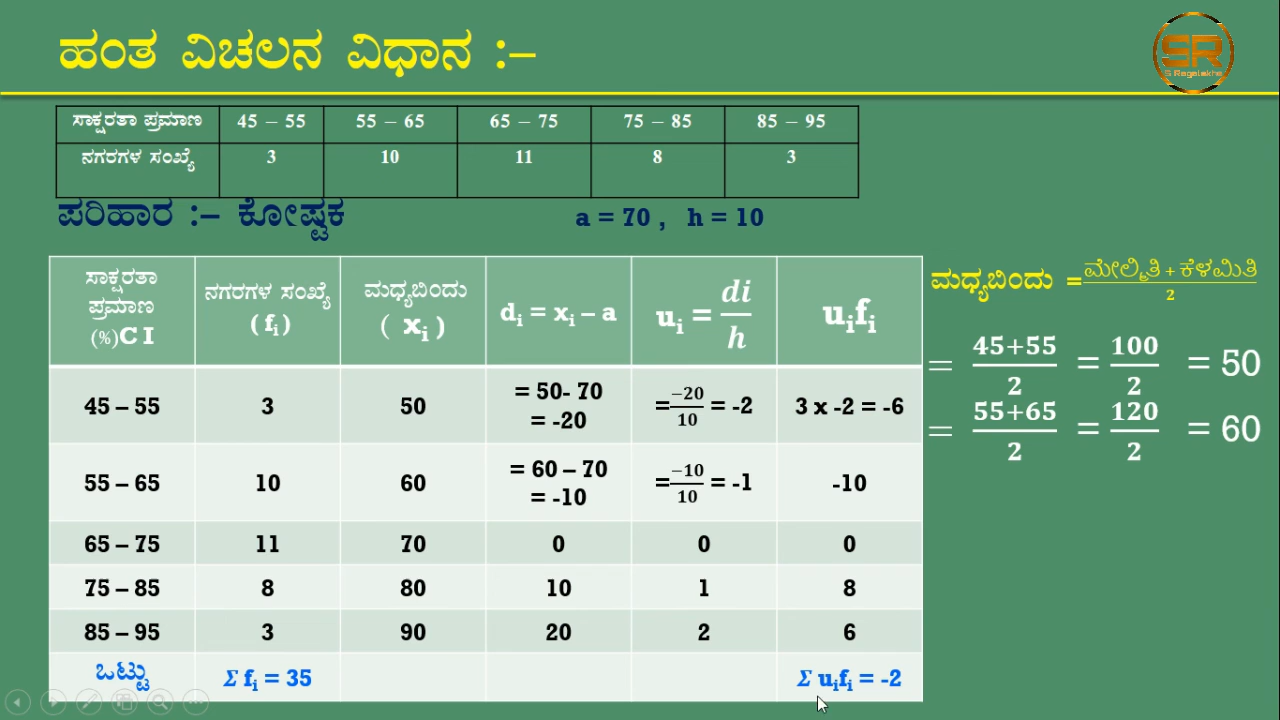 ಹಂತ ವಿಚಲನ ವಿಧಾನ :–
SR
S Regalekha
ಸಾಕ್ಷರತಾ ಪ್ರಮಾಣ 45 – 55 55 – 65 65 – 75 75 – 85 85 – 95
ನಗರಗಳ ಸಂಖ್ಯೆ 3 10 11 8 3
ಪರಿಹಾರ :– ಕೋಷ್ಟಕ a = 70 , h = 10
ಸಾಕ್ಷರತಾ ಪ್ರಮಾಣ (%)C I ನಗರಗಳ ಸಂಖ್ಯೆ ( fi ) ಮಧ್ಯಬಿಂದು ( xi ) di = xi – a ui = di/h uifi
45 – 55 3 50 = 50- 70 = -20 =−20/10 = -2 3 x -2 = -6
55 – 65 10 60 = 60 – 70 = -10 =−10/10 = -1 -10
65 – 75 11 70 0 0 0
75 – 85 8 80 10 1 8
85 – 95 3 90 20 2 6
ಒಟ್ಟು Σ fi = 35 Σ uifi = -2
ಮಧ್ಯಬಿಂದು =ಮೇಲ್ಮಿತಿ + ಕೆಳಮಿತಿ/2
= 45+55/2 = 100/2 = 50
= 55+65/2 = 120/2 = 60